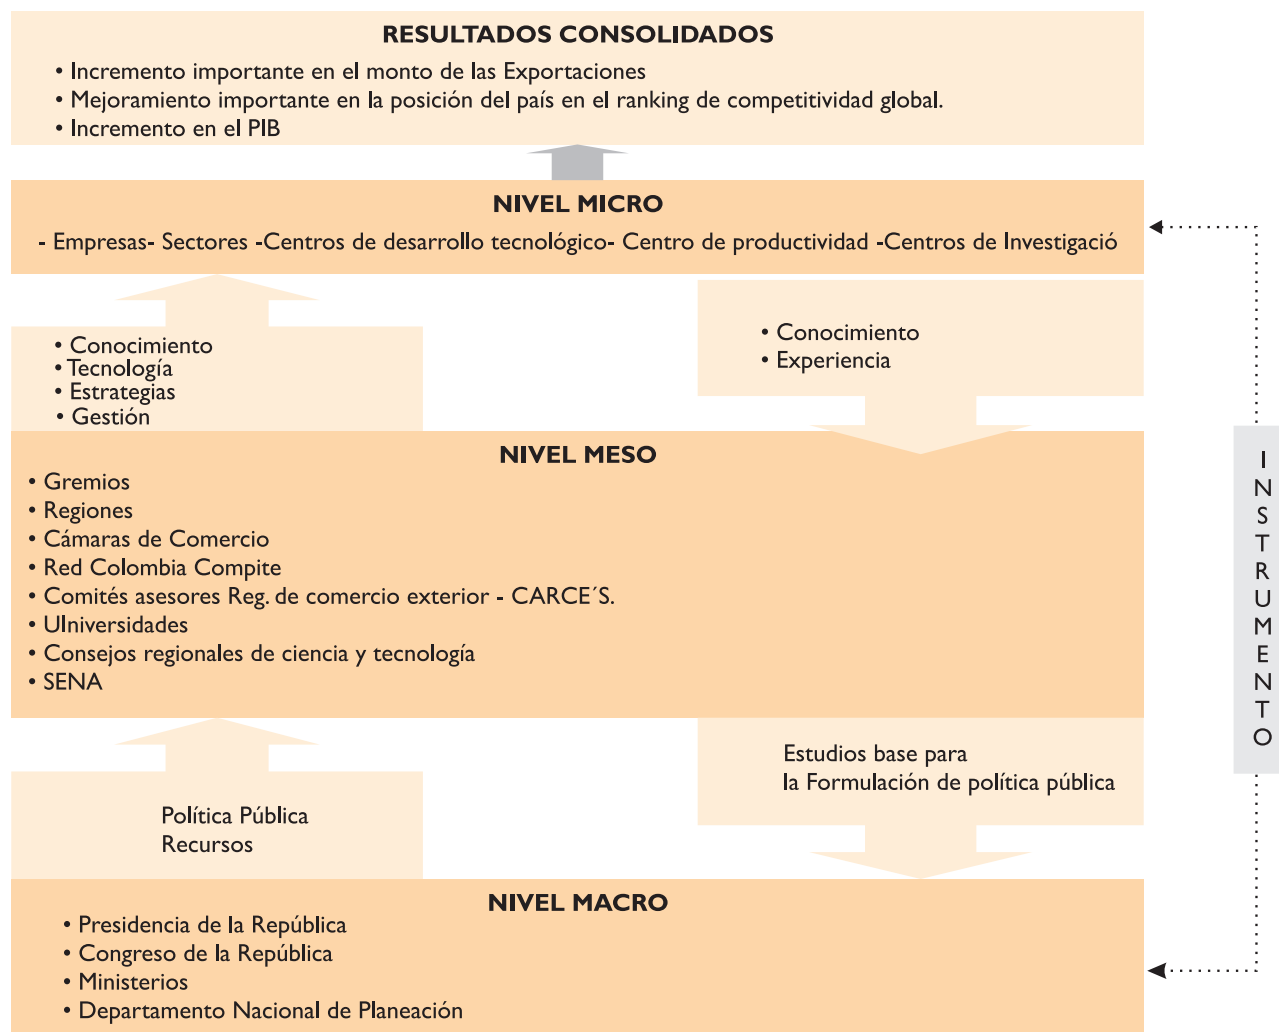 RESULTADOS CONSOLIDADOS
• Incremento importante en el monto de las Exportaciones
• Mejoramiento importante en la posición del país en el ranking de competitividad global.
• Incremento en el PIB
NIVEL MICRO
- Empresas- Sectores -Centros de desarrollo tecnológico- Centro de productividad -Centros de Investigació
• Conocimiento
• Tecnología
• Estrategias
• Gestión
• Conocimiento
• Experiencia
NIVEL MESO
• Gremios
• Regiones
• Cámaras de Comercio
• Red Colombia Compite
• Comités asesores Reg. de comercio exterior - CARCE´S.
• UIniversidades
• Consejos regionales de ciencia y tecnología
• SENA
Política Pública
Recursos
Estudios base para
la Formulación de política pública
NIVEL MACRO
• Presidencia de la República
• Congreso de la República
• Ministerios
• Departamento Nacional de Planeación
INSTRUMENTO